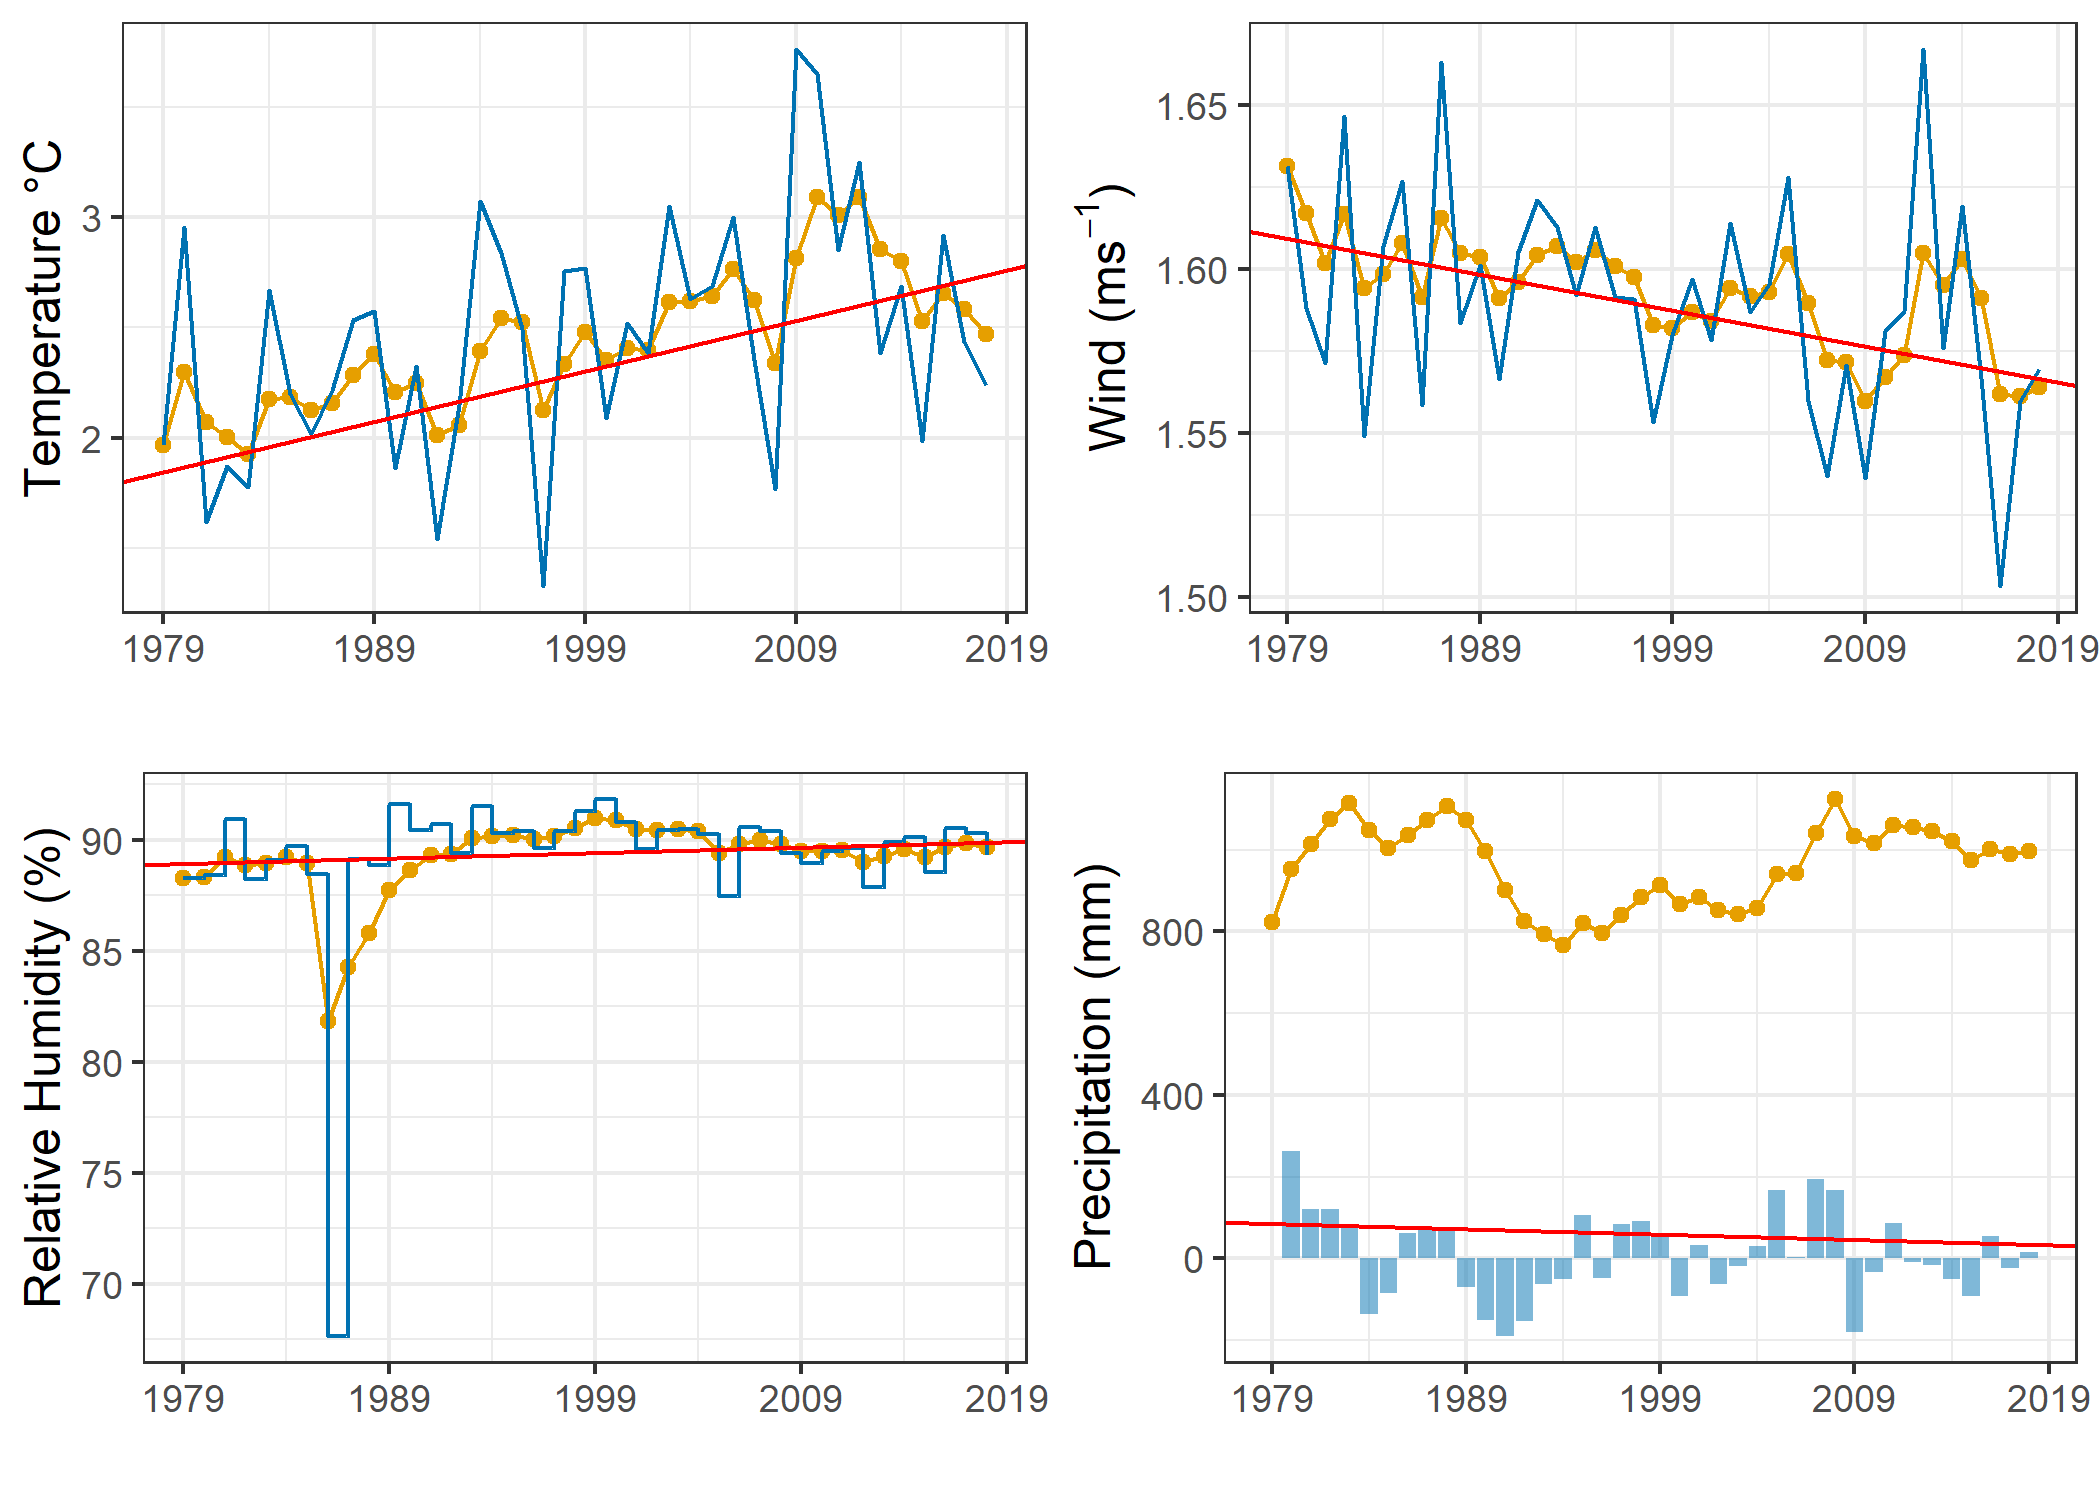 Temperature °C
3
2
1979 1989 1999 2009 2019
Wind (ms⁻¹)
1.65
1.60
1.55
1.50
1979 1989 1999 2009 2019
Relative Humidity (%)
90
85
80
75
70
1979 1989 1999 2009 2019
Precipitation (mm)
800
400
0
1979 1989 1999 2009 2019